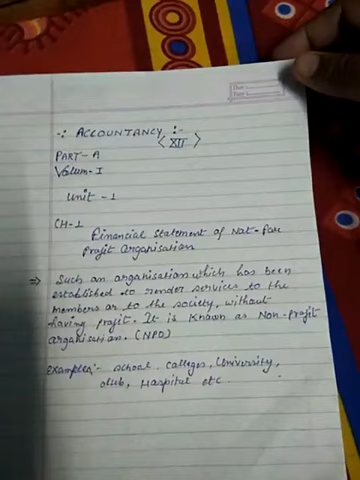 -: ACCOUNTANCY :-
<XII>
PART-A
Volum-I
Unit-1
CH-1
Financial Statement of Not-for
Profit Organisation
⇒ Such an organisation which has been
established to render services to the
members or to the society, without
having profit. It is known as Non-profit
organisation. (NPO)
Examples:- school, colleges, University,
club, Hospital etc.